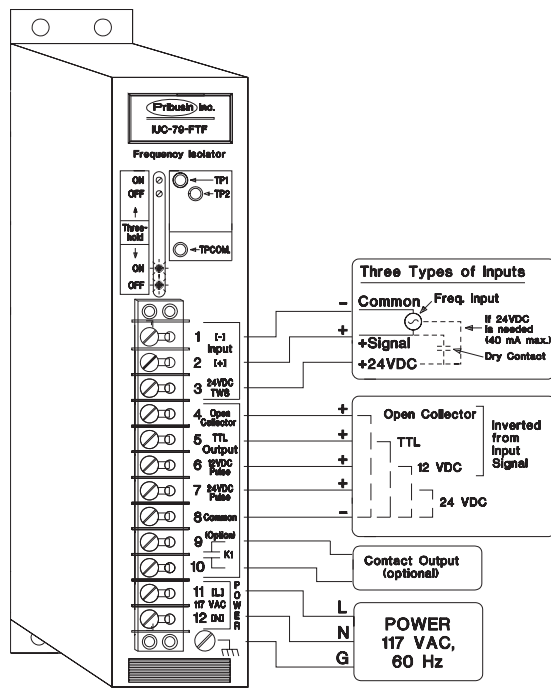 Pribusin Inc.
IUC-79-FTF
Frequency Isolator
ON
OFF
Thres-
hold
ON
OFF
TP1
TP2
TPCOM.
1 [-]
Input
2 [+]
3 24VDC
TWS
4 Open
Collector
5 TTL
Output
6 12VDC
Pulse
7 24VDC
Pulse
8 Common
9 (Option)
K1
10
11 [L]
117 VAC
12 [N]
POWER
Three Types of Inputs
- Common
Freq. Input
+
+Signal
+24VDC
If 24VDC
is needed
(40 mA max.)
Dry Contact
+ Open Collector
+ TTL
+ 12 VDC
+ 24 VDC
-
Inverted
from
Input
Signal
Contact Output
(optional)
L
N
G
POWER
117 VAC,
60 Hz